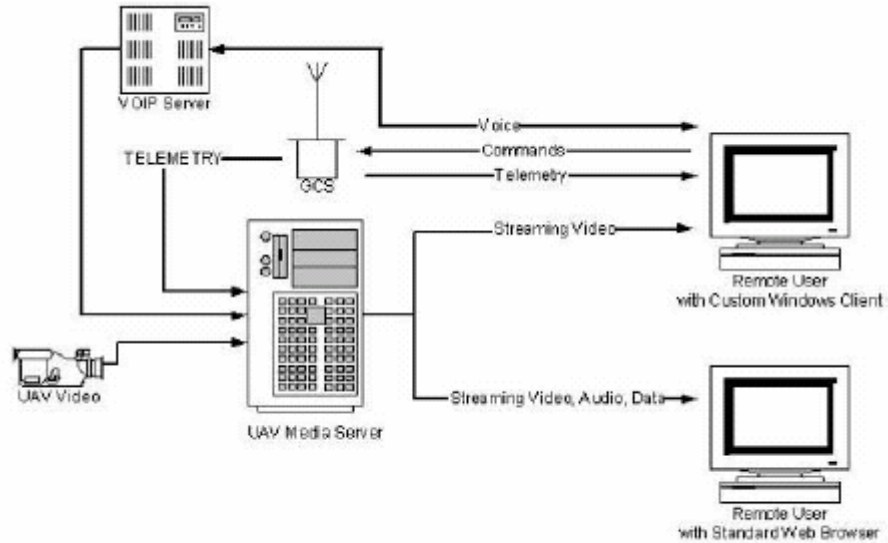 VOIP Server
Voice
Commands
TELEMETRY
GCS
Telemetry
Streaming Video
Remote User
with Custom Windows Client
UAV Video
UAV Media Server
Streaming Video, Audio, Data
Remote User
with Standard Web Browser